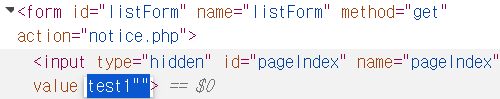 ▼<form id="listForm" name="listForm" method="get"
action="notice.php">
<input type="hidden" id="pageIndex" name="pageIndex"
value test1""> == $0